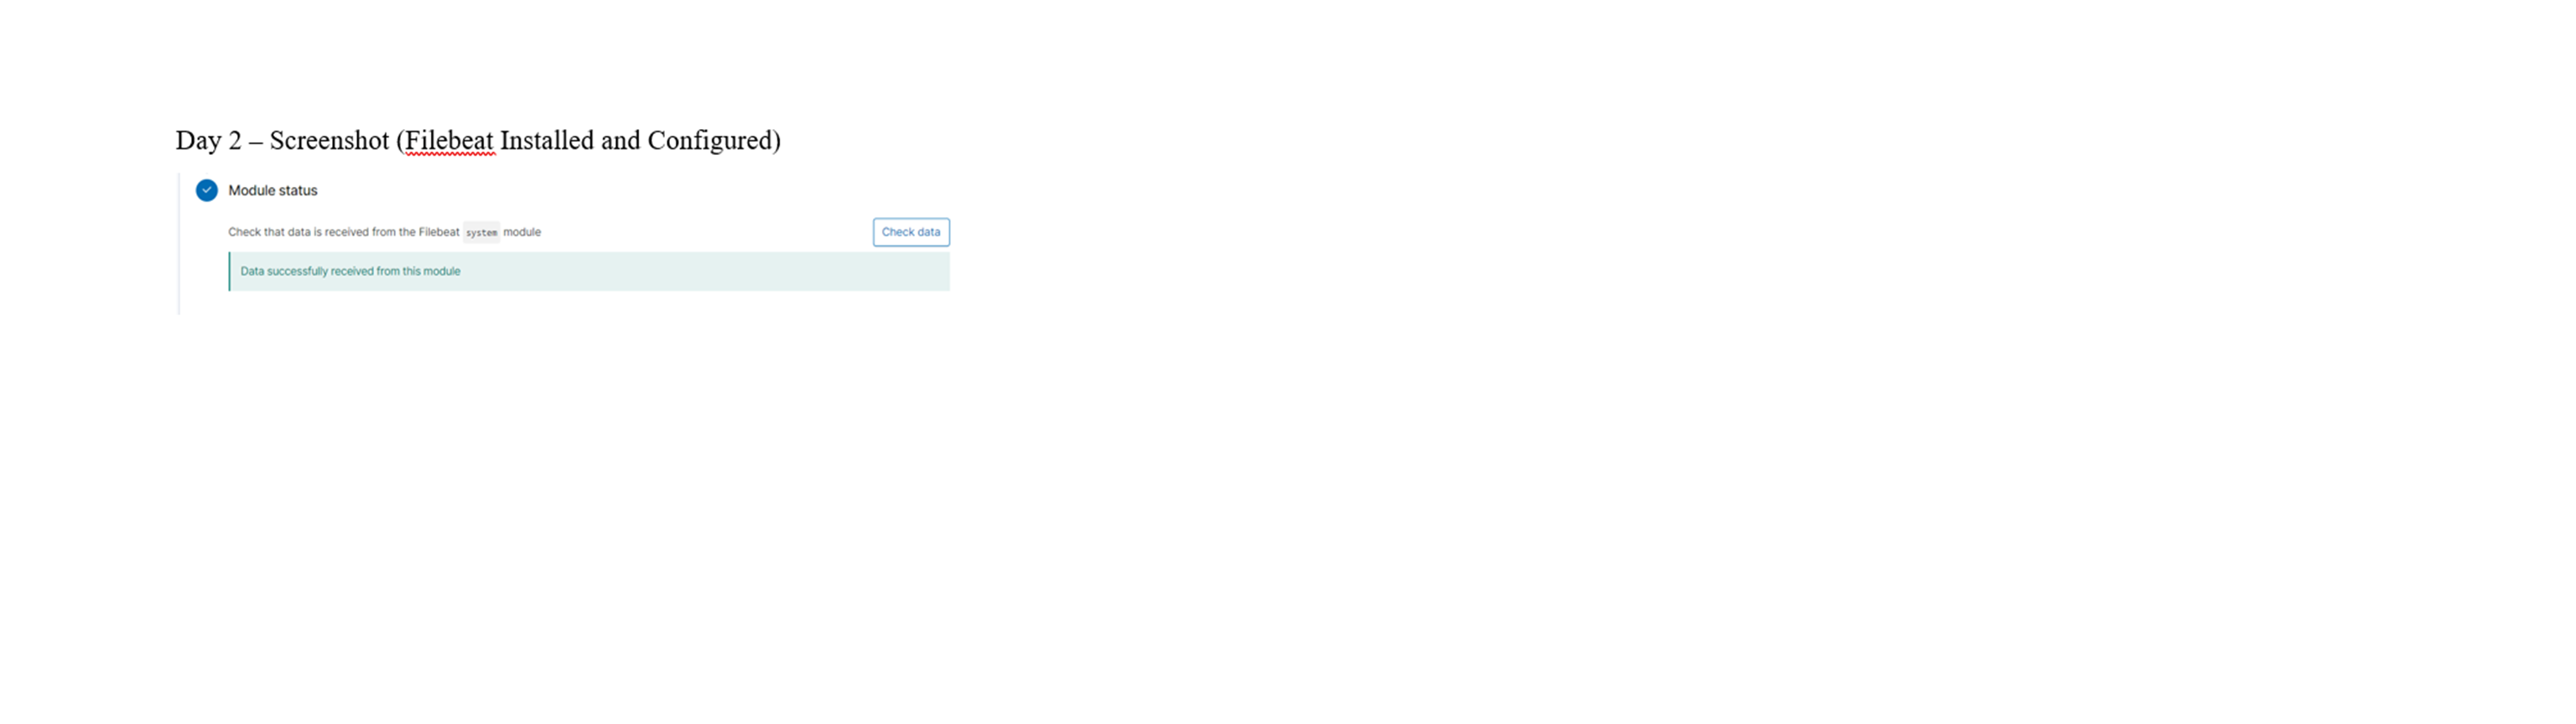 Day 2 – Screenshot (Filebeat Installed and Configured)
Module status
Check that data is received from the Filebeat system module
Check data
Data successfully received from this module